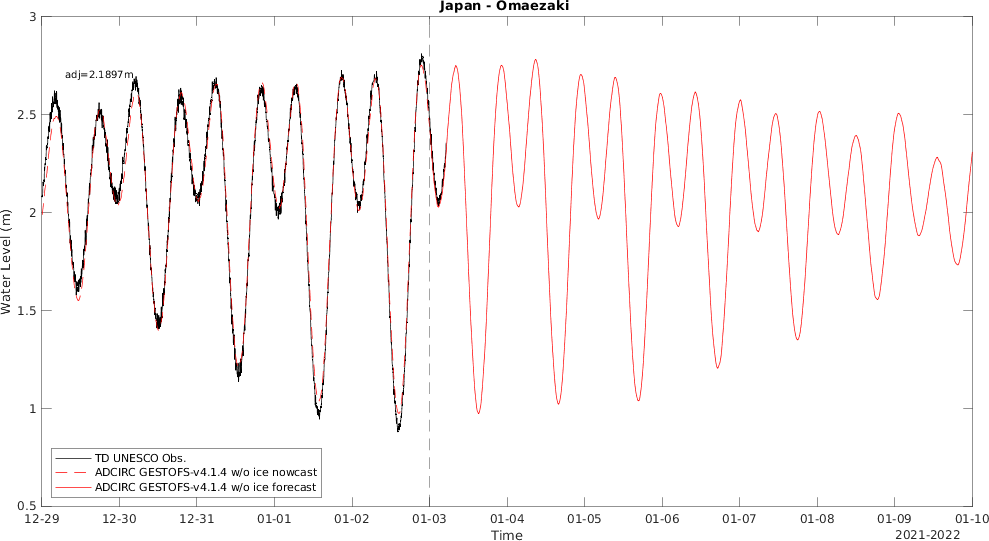 Japan - Omaezaki
3
adj=2.1897m
2.5
2
1.5
1
0.5
Water Level (m)
TD UNESCO Obs.
ADCIRC GESTOFS-v4.1.4 w/o ice nowcast
ADCIRC GESTOFS-v4.1.4 w/o ice forecast
12-29 12-30 12-31 01-01 01-02 01-03 01-04 01-05 01-06 01-07 01-08 01-09 01-10
Time
2021-2022